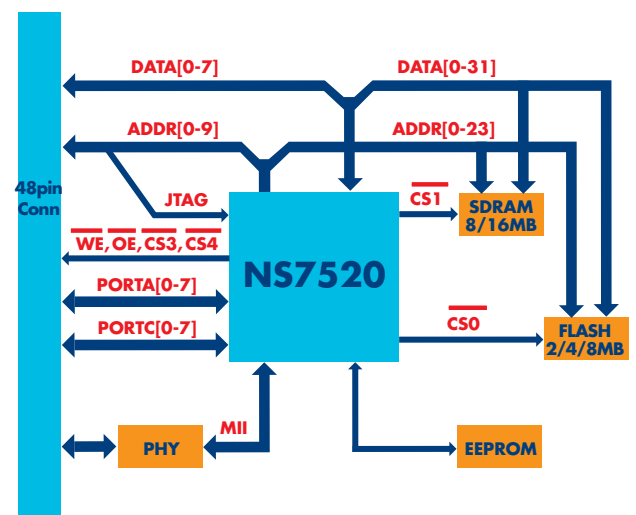 DATA[0-7]
DATA[0-31]
ADDR[0-9]
ADDR[0-23]
48pin
Conn
JTAG
CS1
SDRAM
8/16MB
WE, OE, CS3, CS4
NS7520
PORTA[0-7]
PORTC[0-7]
CS0
FLASH
2/4/8MB
MII
PHY
EEPROM